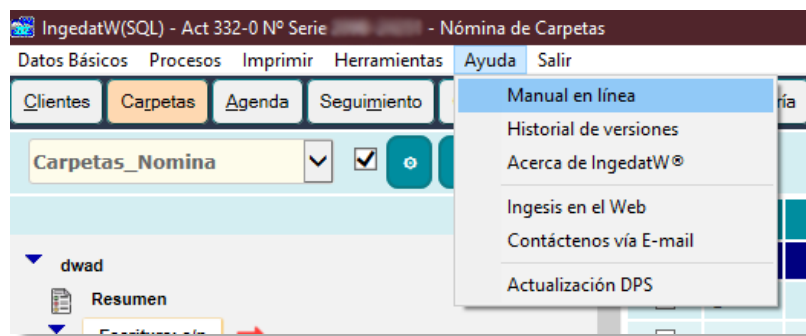 IngedatW(SQL) - Act 332-0 Nº Serie - Nómina de Carpetas
Datos Básicos Procesos Imprimir Herramientas Ayuda Salir
Clientes Carpetas Agenda Seguimiento
Manual en línea
Historial de versiones
Carpetas_Nomina
Acerca de IngedatW®
Ingesis en el Web
Contáctenos vía E-mail
dwad
Actualización DPS
Resumen